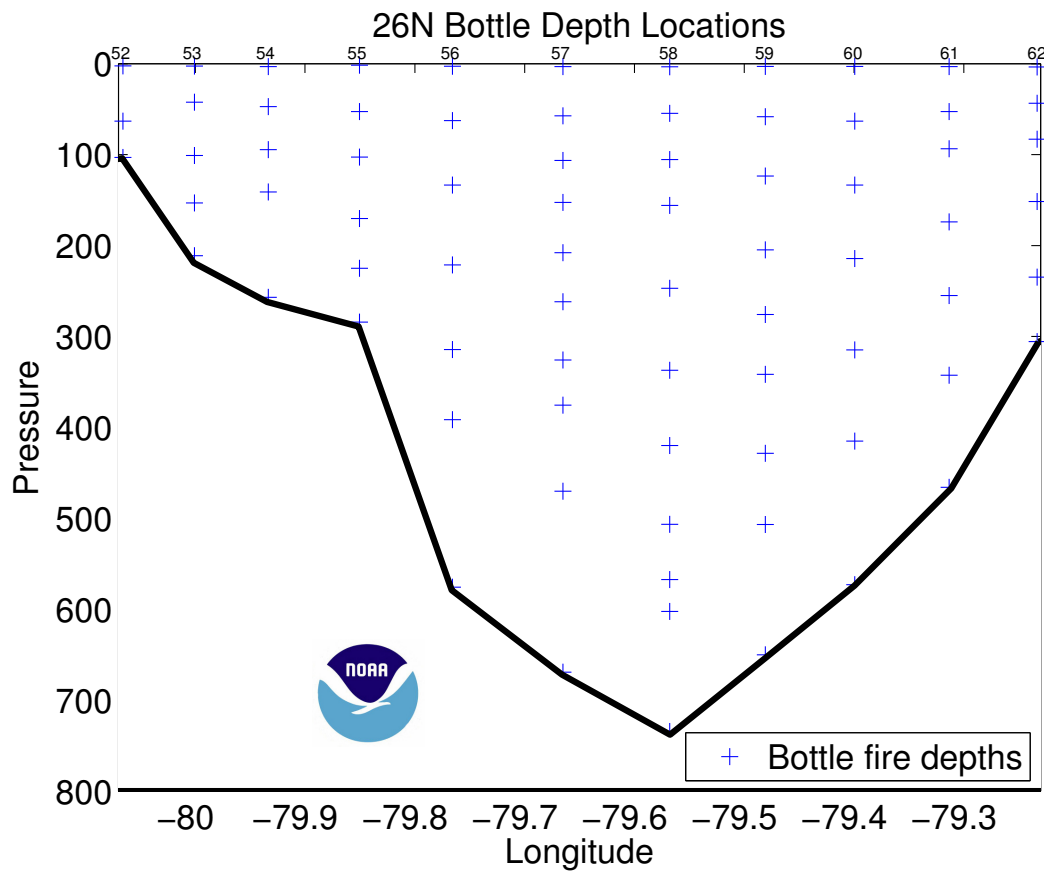 26N Bottle Depth Locations
52 53 54 55 56 57 58 59 60 61 62
0
100
200
300
400
500
600
700
800
Pressure
NOAA
Bottle fire depths
−80 −79.9 −79.8 −79.7 −79.6 −79.5 −79.4 −79.3
Longitude